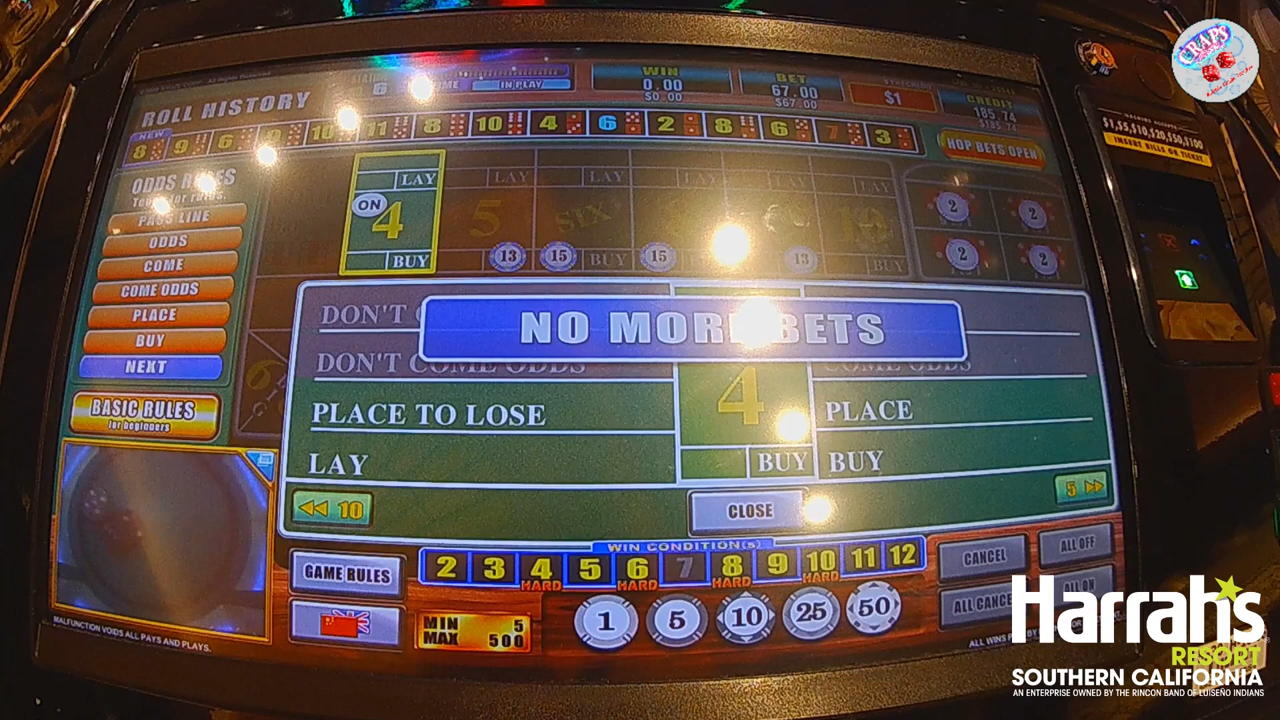 ROLL HISTORY
WIN
0.00
$0.00
BET
67.00
$67.00
$1
CREDIT
185.74
$185.74
6
IN PLAY
NEW
8 9 6 9 10 11 8 10 4 6 2 8 6 7 3
HOP BETS OPEN
ODDS RULES
PASS LINE
ODDS
COME
COME ODDS
PLACE
BUY
NEXT
BASIC RULES
for beginners
LAY LAY LAY LAY LAY LAY
ON
4 5 SIX
BUY BUY BUY
13 15 15 13
2 2
2 2
DON'T
NO MORE BETS
DON'T COME ODDS
COME ODDS
PLACE TO LOSE
4
PLACE
LAY
BUY
BUY
10
CLOSE
5
WIN CONDITION(S)
2 3 4 5 6 7 8 9 10 11 12
HARD HARD HARD HARD
GAME RULES
MIN 5
MAX 500
1 5 10 25 50
CANCEL
ALL OFF
ALL CANCEL
ALL ON
MALFUNCTION VOIDS ALL PAYS AND PLAYS.
$1,$5,$10,$20,$50,$100
INSERT BILLS OR TICKET
CRAPS
Harrah's
RESORT
SOUTHERN CALIFORNIA
AN ENTERPRISE OWNED BY THE RINCON BAND OF LUISEÑO INDIANS